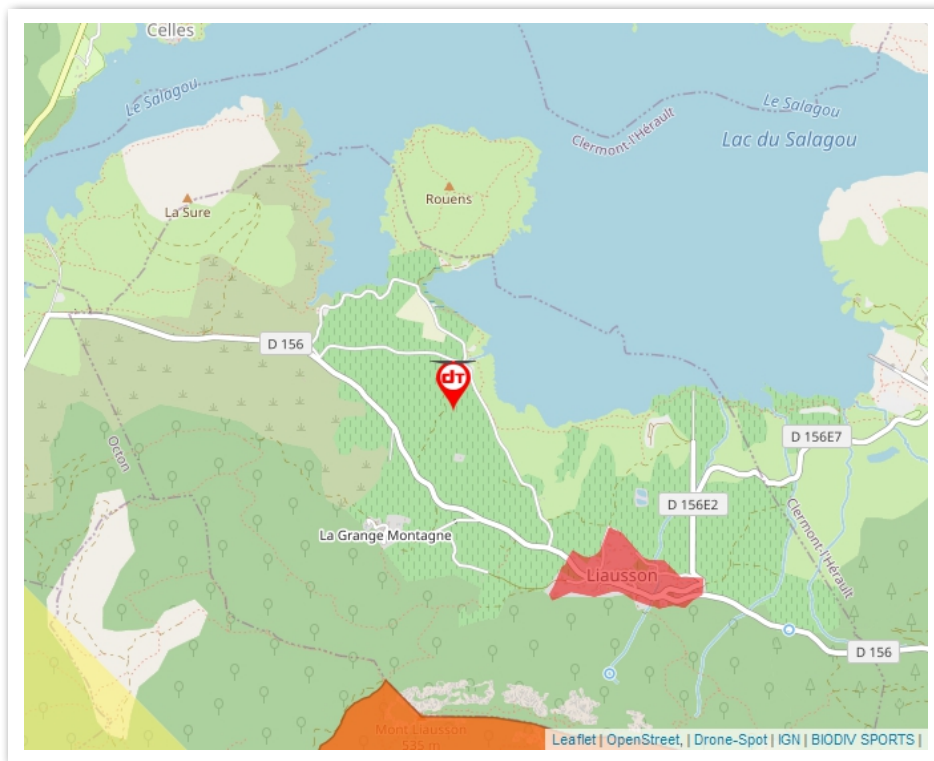 Celles
Le Salagou
Le Salagou
Clermont-l'Hérault
Lac du Salagou
Rouens
La Sure
D 156
dT
Octon
D 156E7
D 156E2
La Grange Montagne
Clermont-l'Hérault
Liausson
D 156
Mont Liausson
535 m
Leaflet | OpenStreet, | Drone-Spot | IGN | BIODIV SPORTS |